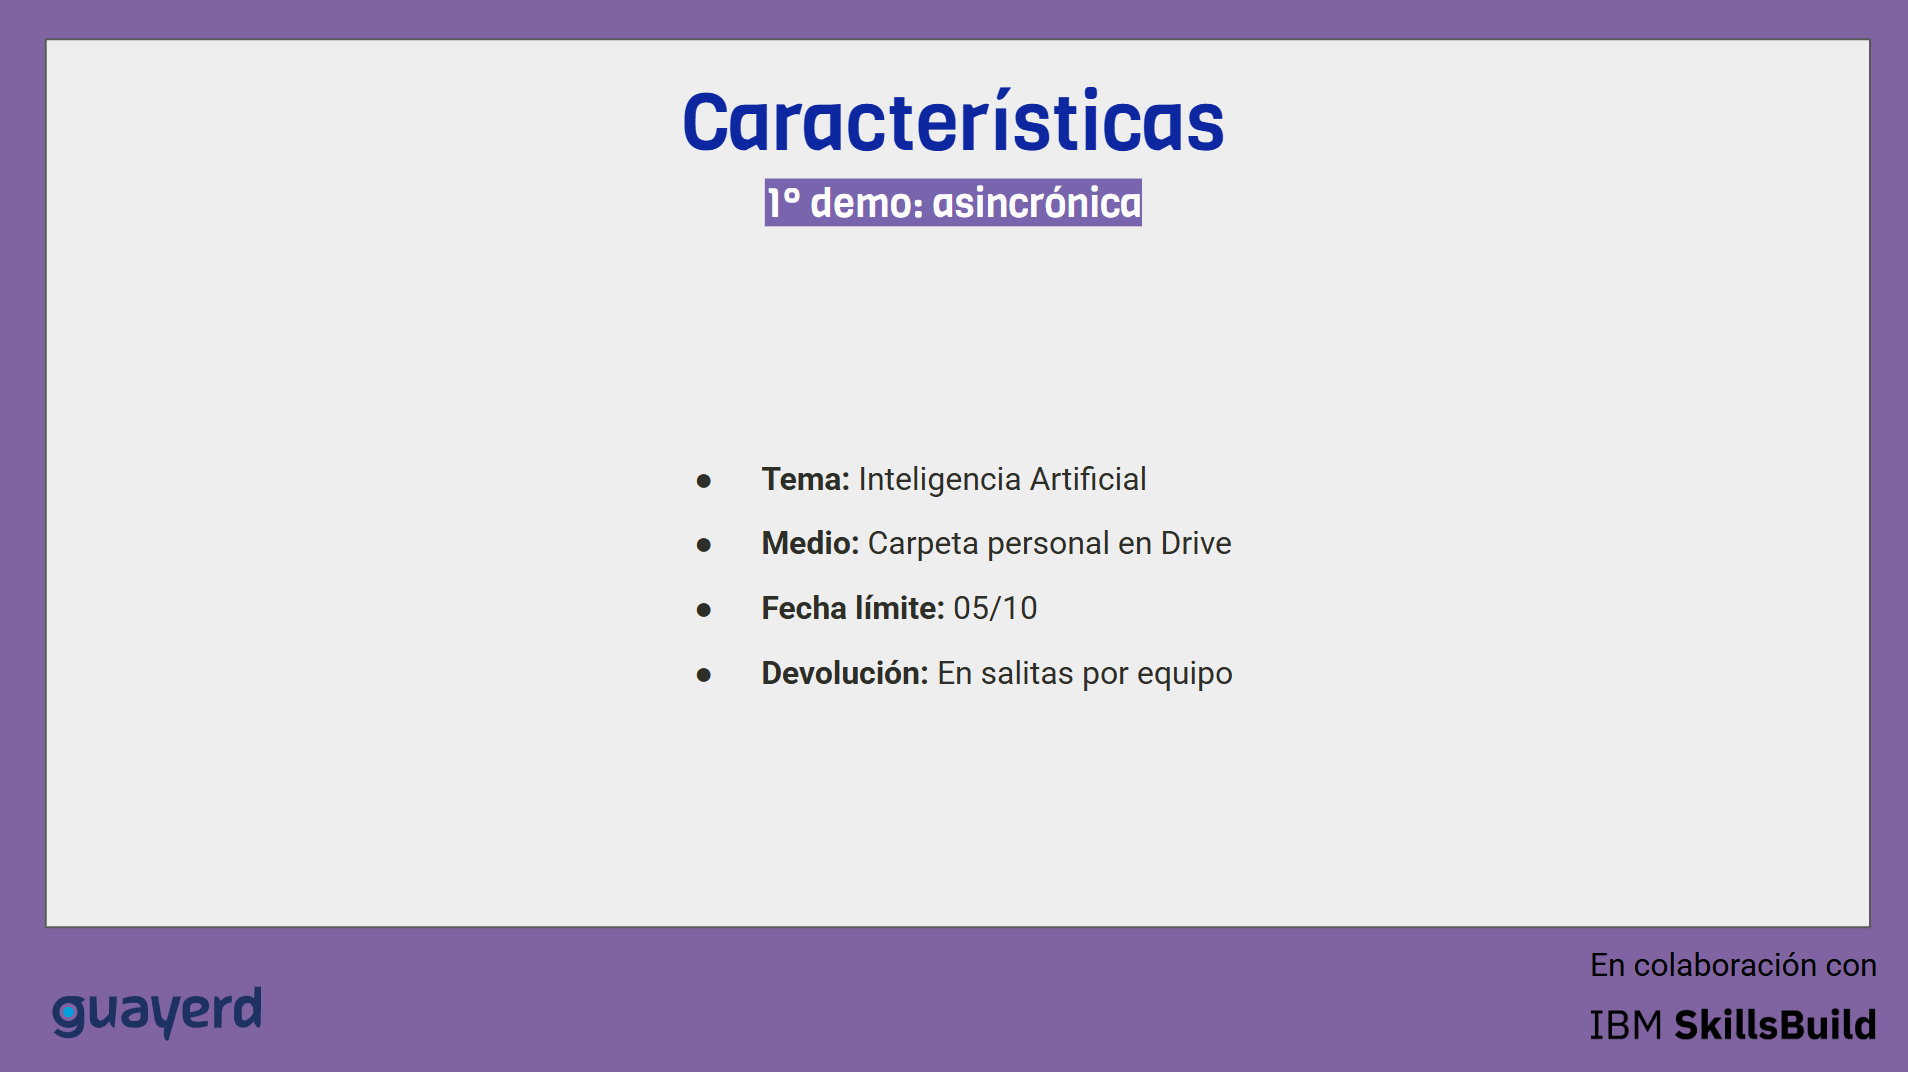 Características
1° demo: asincrónica
● Tema: Inteligencia Artificial
● Medio: Carpeta personal en Drive
● Fecha límite: 05/10
● Devolución: En salitas por equipo
guayerd
En colaboración con
IBM SkillsBuild